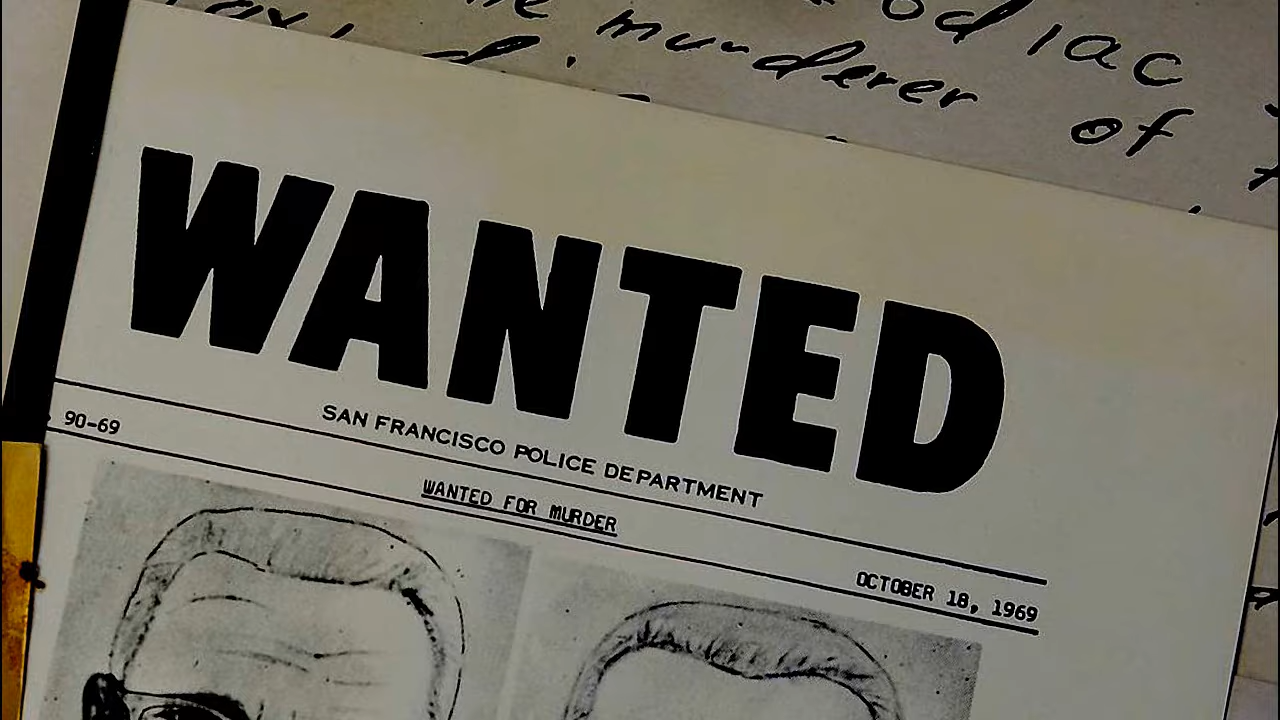 odiac
murderer of
WANTED
SAN FRANCISCO POLICE DEPARTMENT
90-69
WANTED FOR MURDER
OCTOBER 18, 1969